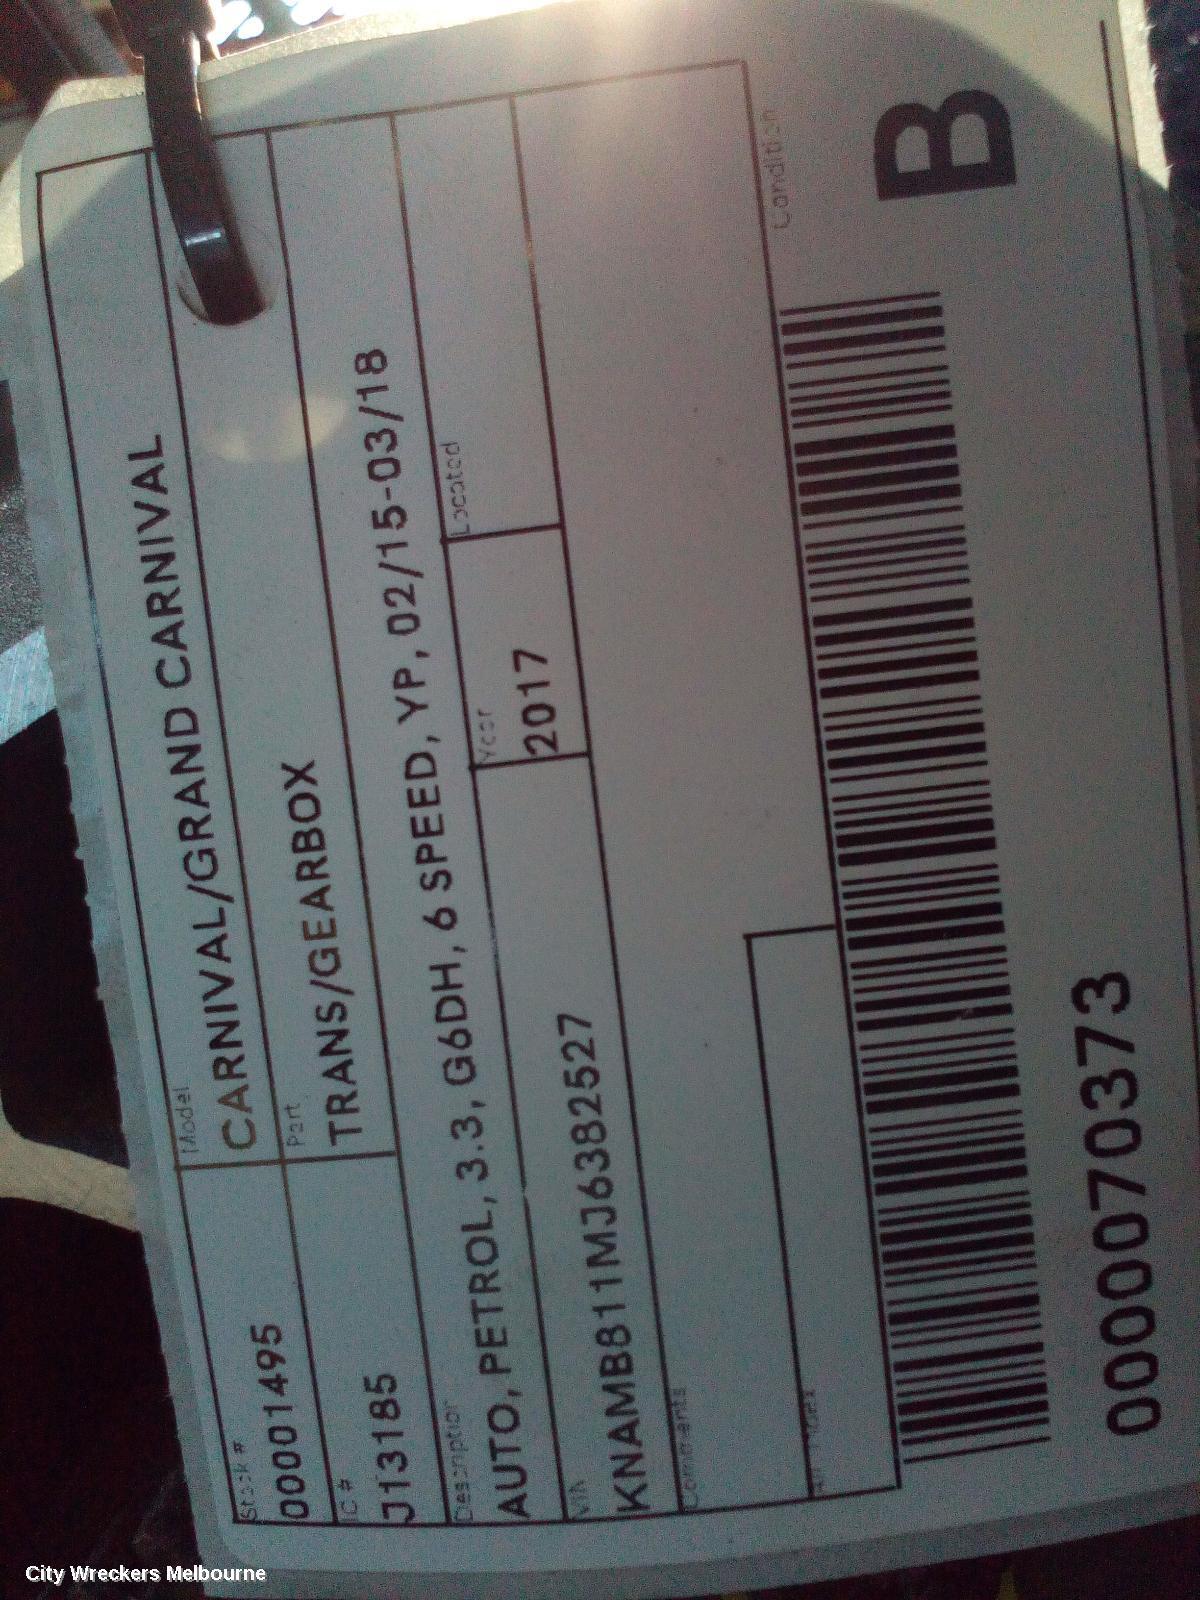 Stock #
00001495
Model
CARNIVAL/GRAND CARNIVAL
IC #
J13185
Part
TRANS/GEARBOX
Description
AUTO, PETROL, 3.3, G6DH, 6 SPEED, YP, 02/15-03/18
VIN
KNAMB811MJ6382527
Year
2017
Located
Comments
Condition
B
0000070373
City Wreckers Melbourne